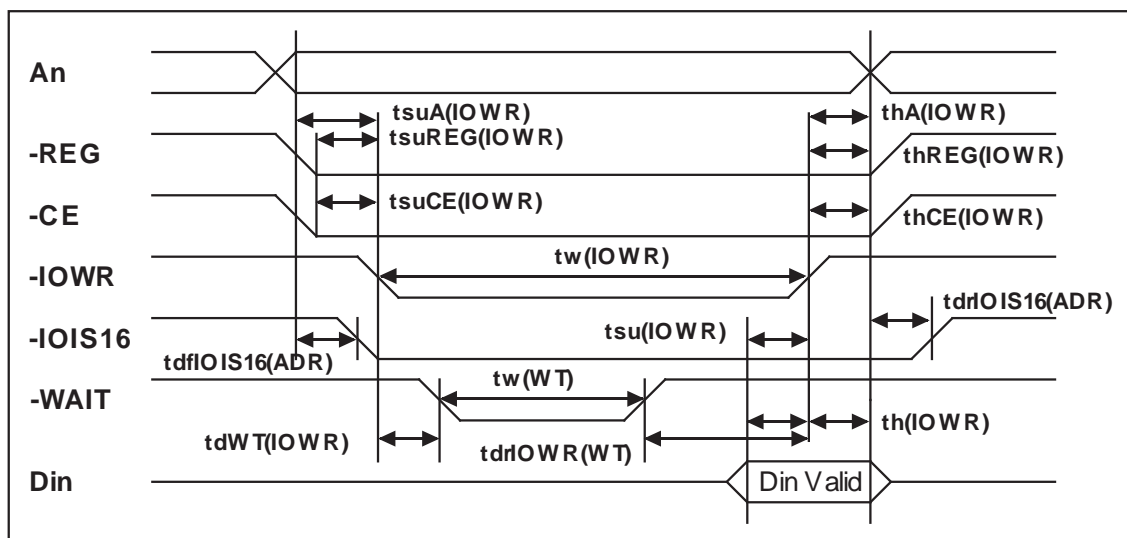 An
tsuA(IOWR)
thA(IOWR)
tsuREG(IOWR)
-REG
thREG(IOWR)
-CE
tsuCE(IOWR)
thCE(IOWR)
-IOWR
tw(IOWR)
tdrIOIS16(ADR)
-IOIS16
tsu(IOWR)
tdfIOIS16(ADR)
tw(WT)
-WAIT
th(IOWR)
tdWT(IOWR)
tdrIOWR(WT)
Din
Din Valid